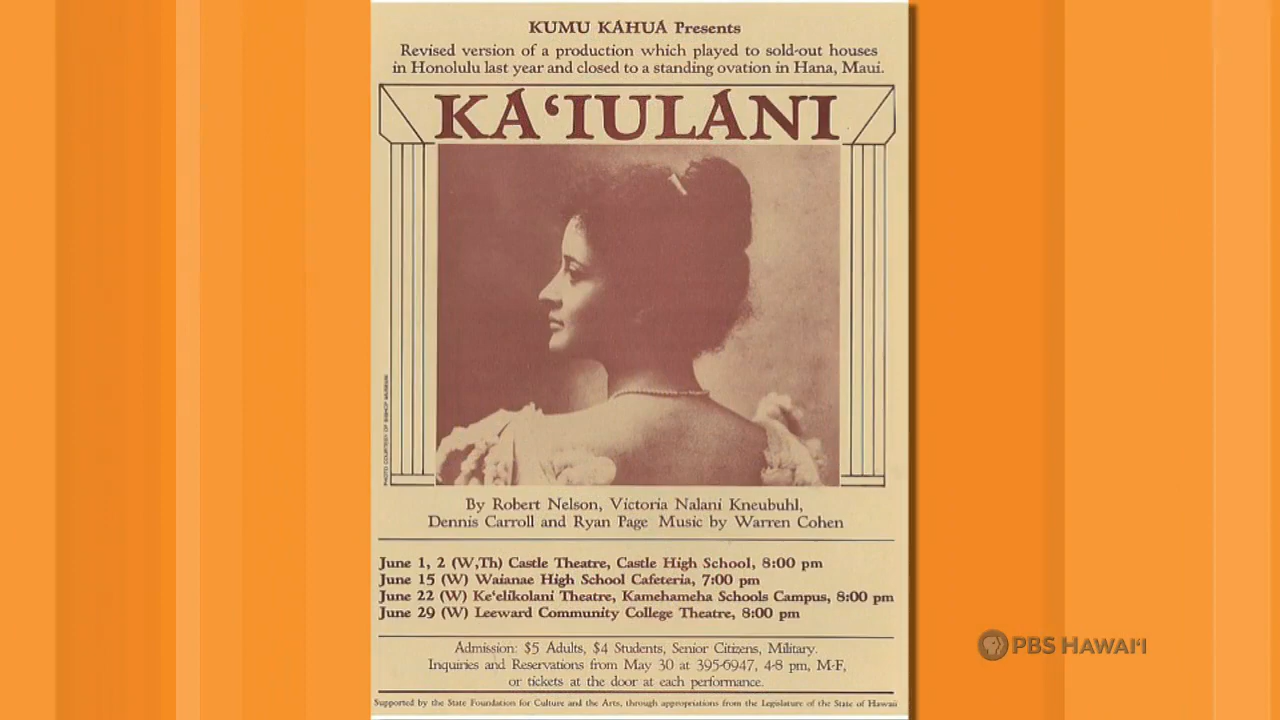 KUMU KAHUA Presents
Revised version of a production which played to sold-out houses
in Honolulu last year and closed to a standing ovation in Hana, Maui.
KA‘IULANI
PHOTO COURTESY OF BISHOP MUSEUM
By Robert Nelson, Victoria Nalani Kneubuhl,
Dennis Carroll and Ryan Page Music by Warren Cohen
June 1, 2 (W,Th) Castle Theatre, Castle High School, 8:00 pm
June 15 (W) Waianae High School Cafeteria, 7:00 pm
June 22 (W) Ke‘elikolani Theatre, Kamehameha Schools Campus, 8:00 pm
June 29 (W) Leeward Community College Theatre, 8:00 pm
Admission: $5 Adults, $4 Students, Senior Citizens, Military.
Inquiries and Reservations from May 30 at 395-6947, 4-8 pm, M-F,
or tickets at the door at each performance.
Supported by the State Foundation for Culture and the Arts, through appropriations from the Legislature of the State of Hawaii
PBS HAWAI‘I